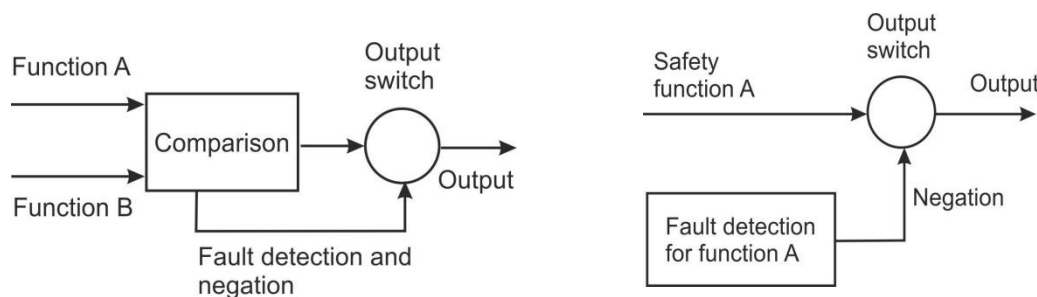 Function A
Function B
Comparison
Output
switch
Output
Fault detection and
negation
Safety
function A
Output
switch
Output
Negation
Fault detection
for function A